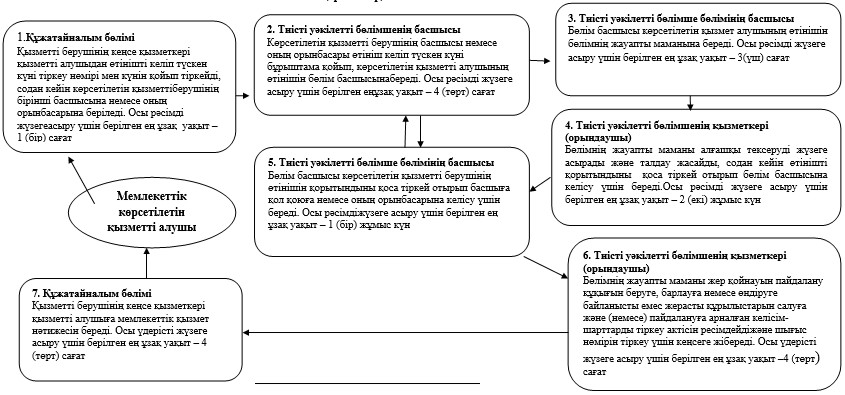 1.Құжатайналым бөлімі
Қызметті берушінің кеңсе қызметкері
қызметті алушыдан өтінішті келіп түскен
күні тіркеу нөмірі мен күнін қойып тіркейді,
содан кейін көрсетілетін қызметтіберушінің
бірінші басшысына немесе оның
орынбасарына беріледі. Осы рәсімді
жүзегеасыру үшін берілген ең ұзақ уақыт –
1 (бір) сағат
2. Тиісті уәкілетті бөлімшенің басшысы
Көрсетілетін қызметті берушінің басшысы немесе
оның орынбасары өтініш келіп түскен күні
бұрыштама қойып, көрсетілетін қызметті алушының
өтінішін бөлім басшысынабереді. Осы рәсімді жүзеге
асыру үшін берілген еңұзақ уақыт – 4 (төрт) сағат
3. Тиісті уәкілетті бөлімше бөлімінің басшысы
Бөлім басшысы көрсетілетін қызмет алушының өтінішін
бөлімнің жауапты маманына береді. Осы рәсімді жүзеге
асыру үшін берілген ең ұзақ уақыт – 3(үш) сағат
4. Тиісті уәкілетті бөлімшенің қызметкері
(орындаушы)
Бөлімнің жауапты маманы алғашқы тексеруді жүзеге
асырады және талдау жасайды, содан кейін өтінішті
қорытындыны қоса тіркей отырып бөлім басшысына
келісу үшін береді.Осы рәсімді жүзеге асыру үшін
берілген ең ұзақ уақыт – 2 (екі) жұмыс күн
5. Тиісті уәкілетті бөлімше бөлімінің басшысы
Бөлім басшысы көрсетілетін қызметті берушінің
өтінішін қорытындыны қоса тіркей отырып басшыға
қол қоюға немесе оның орынбасарына келісу үшін
береді. Осы рәсімдіжүзеге асыру үшін берілген ең
ұзақ уақыт – 1 (бір) жұмыс күн
Мемлекеттік
көрсетілетін
қызметті алушы
6. Тиісті уәкілетті бөлімшенің қызметкері
(орындаушы)
Бөлімнің жауапты маманы жер қойнауын пайдалану
құқығын беруге, барлауға немесе өндіруге
байланысты емес жерасты құрылыстарын салуға
және (немесе) пайдалануға арналған келісім-
шарттарды тіркеу актісін ресімдейдіжәне шығыс
нөмірін тіркеу үшін кеңсеге жібереді. Осы үдерісті
жүзеге асыру үшін берілген ең ұзақ уақыт –4 (төрт)
сағат
7. Құжатайналым бөлімі
Қызметті берушінің кеңсе қызметкері
қызметті алушыға мемлекеттік қызмет
нәтижесін береді. Осы үдерісті жүзеге
асыру үшін берілген ең ұзақ уақыт – 4
(төрт) сағат